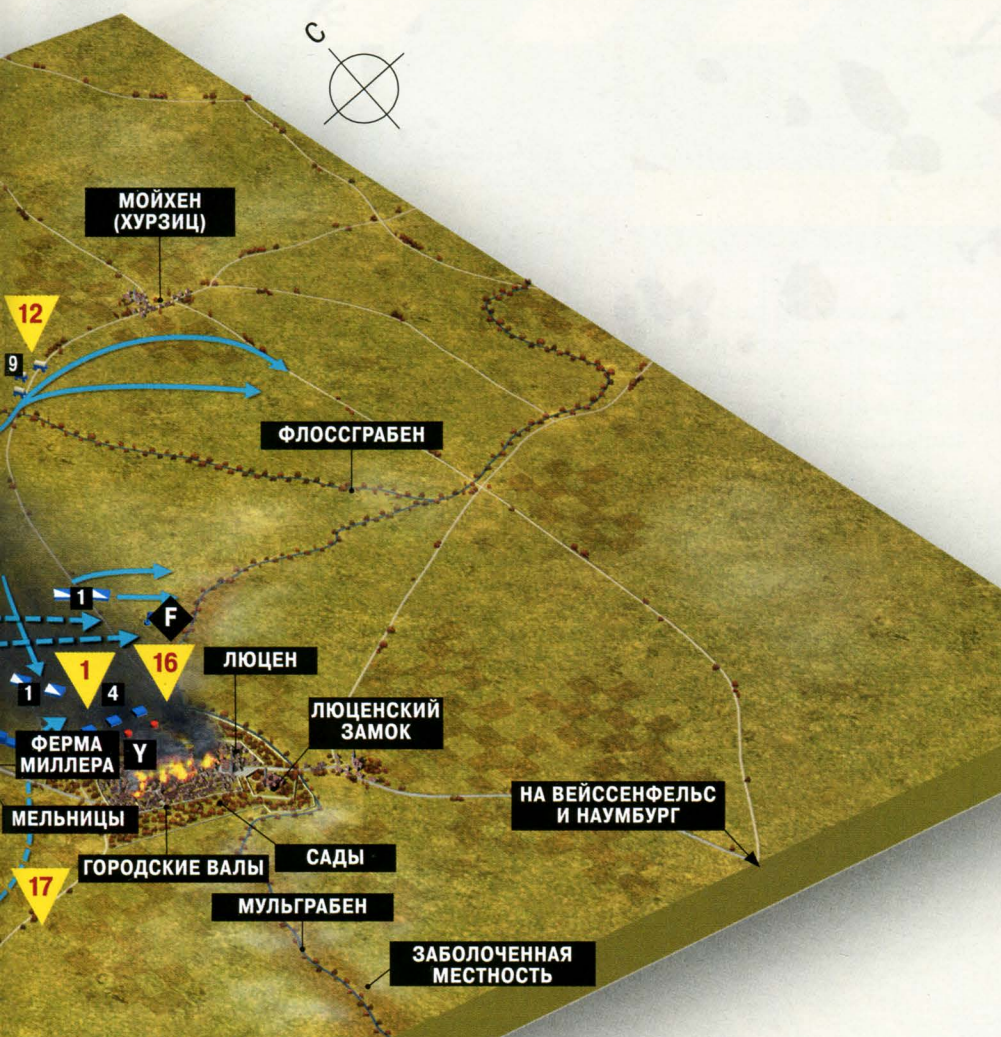 С
МОЙХЕН
(ХУРЗИЦ)
12
9
ФЛОССГРАБЕН
1
F
1
16
ЛЮЦЕН
1
4
ЛЮЦЕНСКИЙ
ЗАМОК
ФЕРМА
МИЛЛЕРА
Y
НА ВЕЙССЕНФЕЛЬС
И НАУМБУРГ
МЕЛЬНИЦЫ
ГОРОДСКИЕ ВАЛЫ
САДЫ
17
МУЛЬГРАБЕН
ЗАБОЛОЧЕННАЯ
МЕСТНОСТЬ